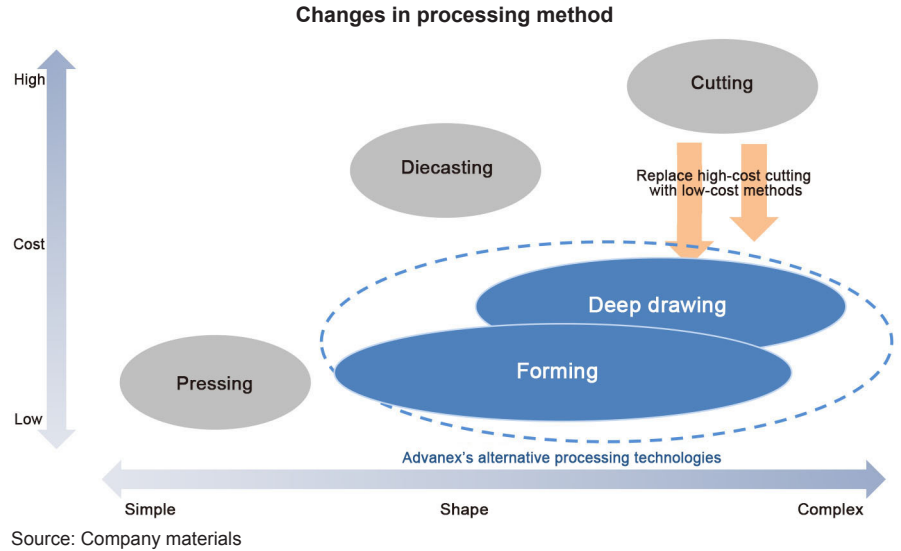 Changes in processing method
High
Cutting
Diecasting
Replace high-cost cutting
with low-cost methods
Cost
Deep drawing
Forming
Pressing
Low
Advanex's alternative processing technologies
Simple
Shape
Complex
Source: Company materials